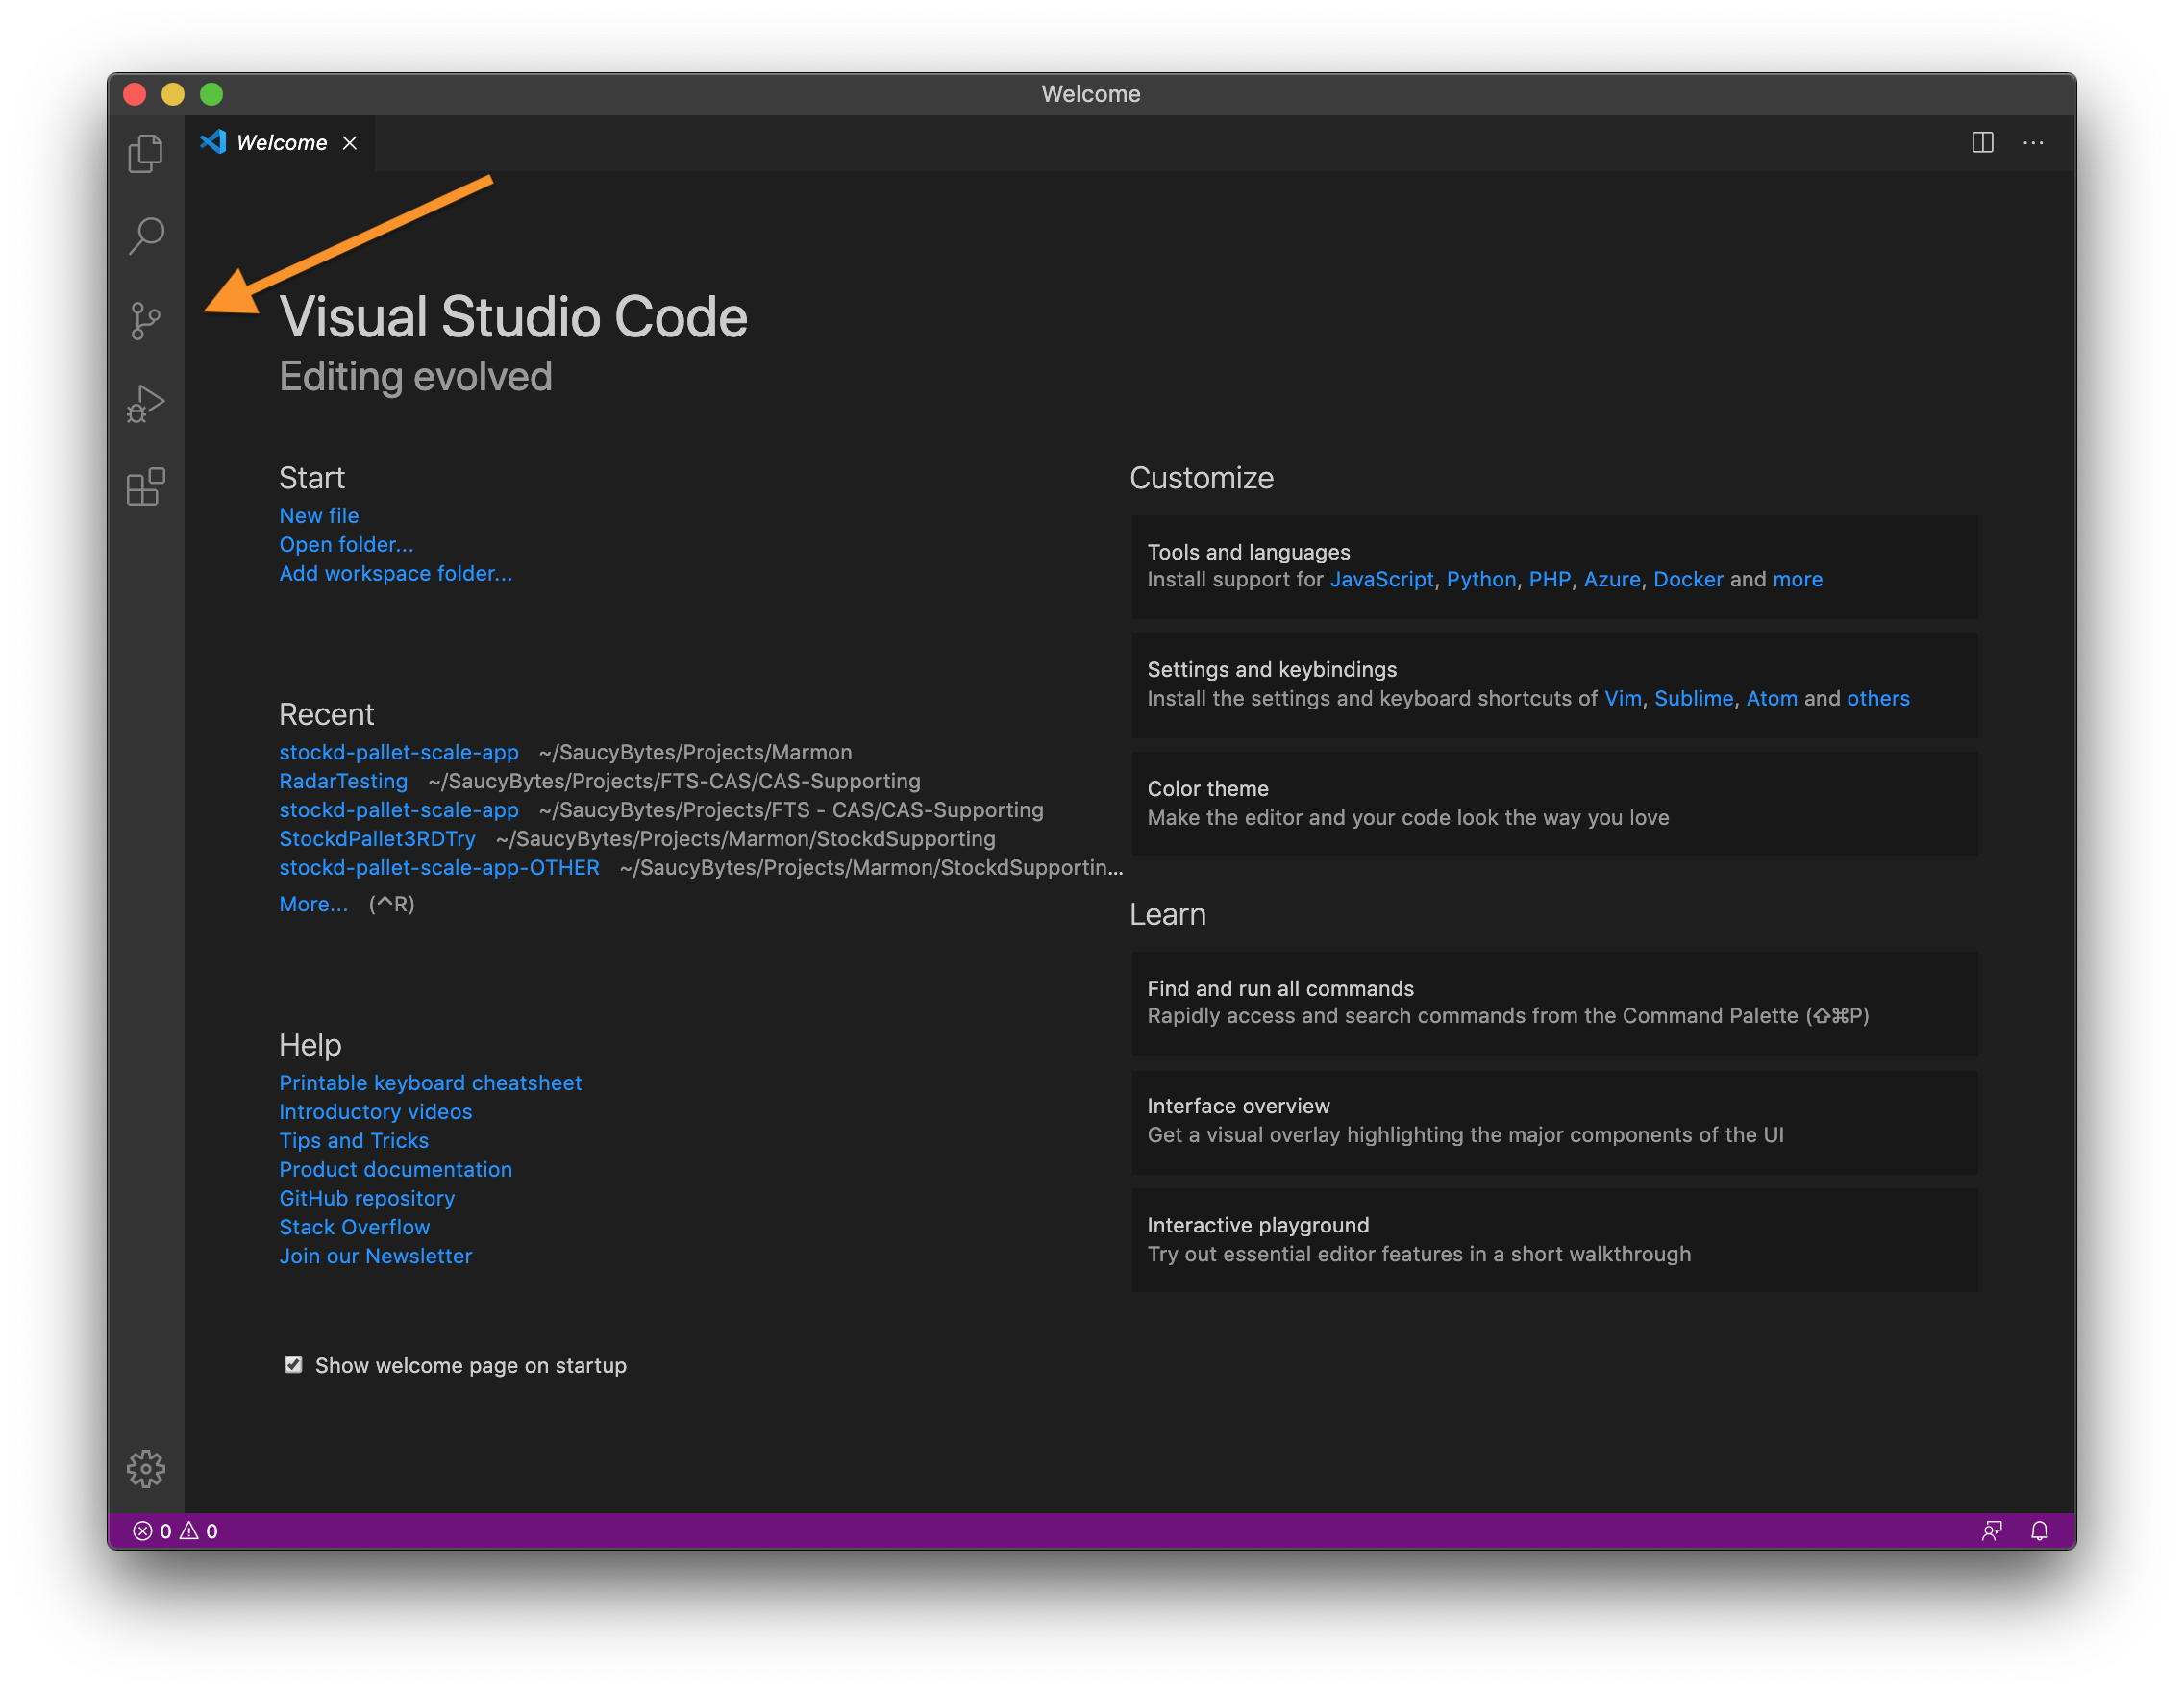 Welcome
Welcome
Visual Studio Code
Editing evolved
Start
New file
Open folder...
Add workspace folder...
Recent
stockd-pallet-scale-app ~/SaucyBytes/Projects/Marmon
RadarTesting ~/SaucyBytes/Projects/FTS-CAS/CAS-Supporting
stockd-pallet-scale-app ~/SaucyBytes/Projects/FTS - CAS/CAS-Supporting
StockdPallet3RDTry ~/SaucyBytes/Projects/Marmon/StockdSupporting
stockd-pallet-scale-app-OTHER ~/SaucyBytes/Projects/Marmon/StockdSupportin...
More... (^R)
Help
Printable keyboard cheatsheet
Introductory videos
Tips and Tricks
Product documentation
GitHub repository
Stack Overflow
Join our Newsletter
Show welcome page on startup
Customize
Tools and languages
Install support for JavaScript, Python, PHP, Azure, Docker and more
Settings and keybindings
Install the settings and keyboard shortcuts of Vim, Sublime, Atom and others
Color theme
Make the editor and your code look the way you love
Learn
Find and run all commands
Rapidly access and search commands from the Command Palette (⇧⌘P)
Interface overview
Get a visual overlay highlighting the major components of the UI
Interactive playground
Try out essential editor features in a short walkthrough
0 0